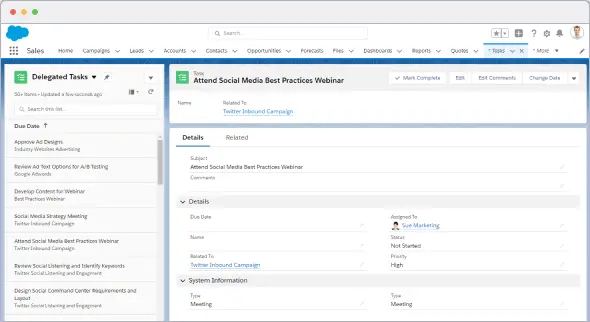 Search...
Sales
Home
Campaigns
Leads
Accounts
Contacts
Opportunities
Forecasts
Files
Dashboards
Reports
Quotes
* Tasks
* More
Delegated Tasks
50+ items • Updated a few seconds ago
Search this list...
Due Date
Approve Ad Designs
Industry Websites Advertising
Review Ad Text Options for A/B Testing
Google Adwords
Develop Content for Webinar
Best Practices Webinar
Social Media Strategy Meeting
Twitter Inbound Campaign
Attend Social Media Best Practices Webinar
Twitter Inbound Campaign
Review Social Listening and Identify Keywords
Twitter Social Listening and Engagment
Design Social Command Center Requirements and
Layout
Twitter Social Listening and Engagment
Task
Attend Social Media Best Practices Webinar
Mark Complete
Edit
Edit Comments
Change Date
Name
Related To
Twitter Inbound Campaign
Details
Related
Subject
Attend Social Media Best Practices Webinar
Comments
Details
Due Date
Assigned To
Sue Marketing
Name
Status
Not Started
Related To
Twitter Inbound Campaign
Priority
High
System Information
Type
Meeting
Type
Meeting